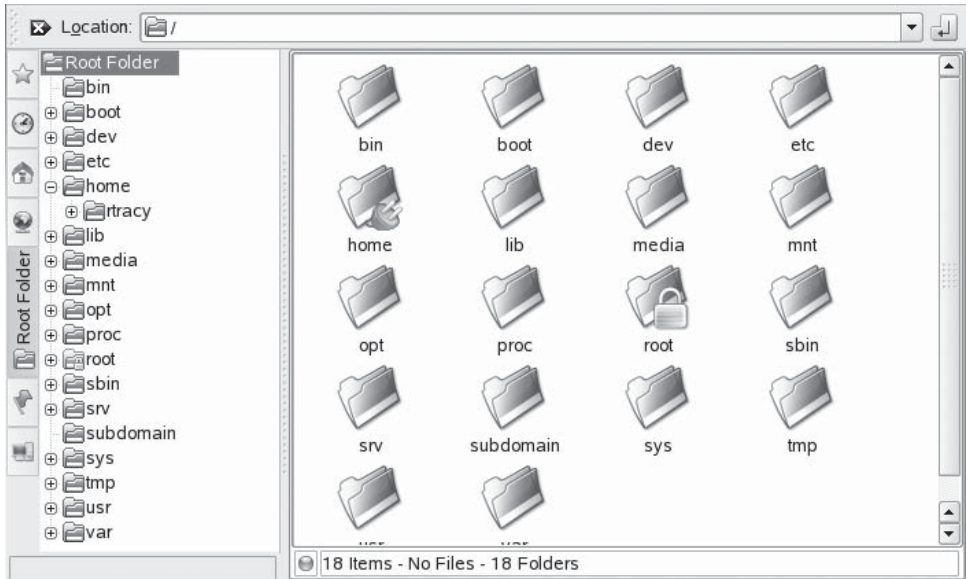 Location: /
Root Folder
bin
boot
dev
etc
home
rtracy
lib
media
mnt
opt
proc
root
sbin
srv
subdomain
sys
tmp
usr
var
Root Folder
bin boot dev etc
home lib media mnt
opt proc root sbin
srv subdomain sys tmp
usr var
18 Items - No Files - 18 Folders